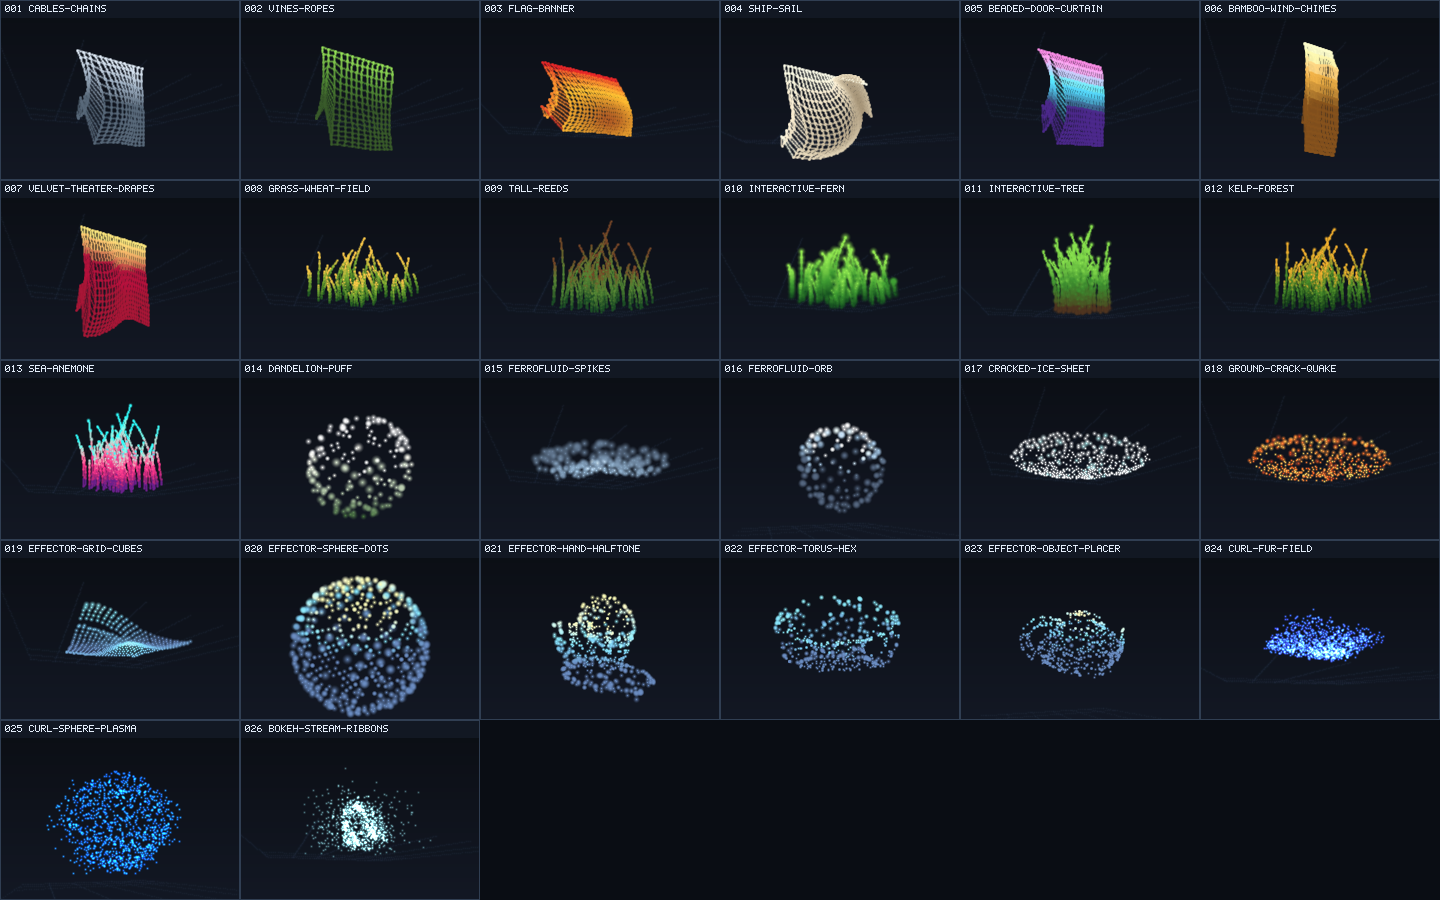 001 CABLES-CHAINS
002 VINES-ROPES
003 FLAG-BANNER
004 SHIP-SAIL
005 BEADED-DOOR-CURTAIN
006 BAMBOO-WIND-CHIMES
007 VELVET-THEATER-DRAPES
008 GRASS-WHEAT-FIELD
009 TALL-REEDS
010 INTERACTIVE-FERN
011 INTERACTIVE-TREE
012 KELP-FOREST
013 SEA-ANEMONE
014 DANDELION-PUFF
015 FERROFLUID-SPIKES
016 FERROFLUID-ORB
017 CRACKED-ICE-SHEET
018 GROUND-CRACK-QUAKE
019 EFFECTOR-GRID-CUBES
020 EFFECTOR-SPHERE-DOTS
021 EFFECTOR-HAND-HALFTONE
022 EFFECTOR-TORUS-HEX
023 EFFECTOR-OBJECT-PLACER
024 CURL-FUR-FIELD
025 CURL-SPHERE-PLASMA
026 BOKEH-STREAM-RIBBONS